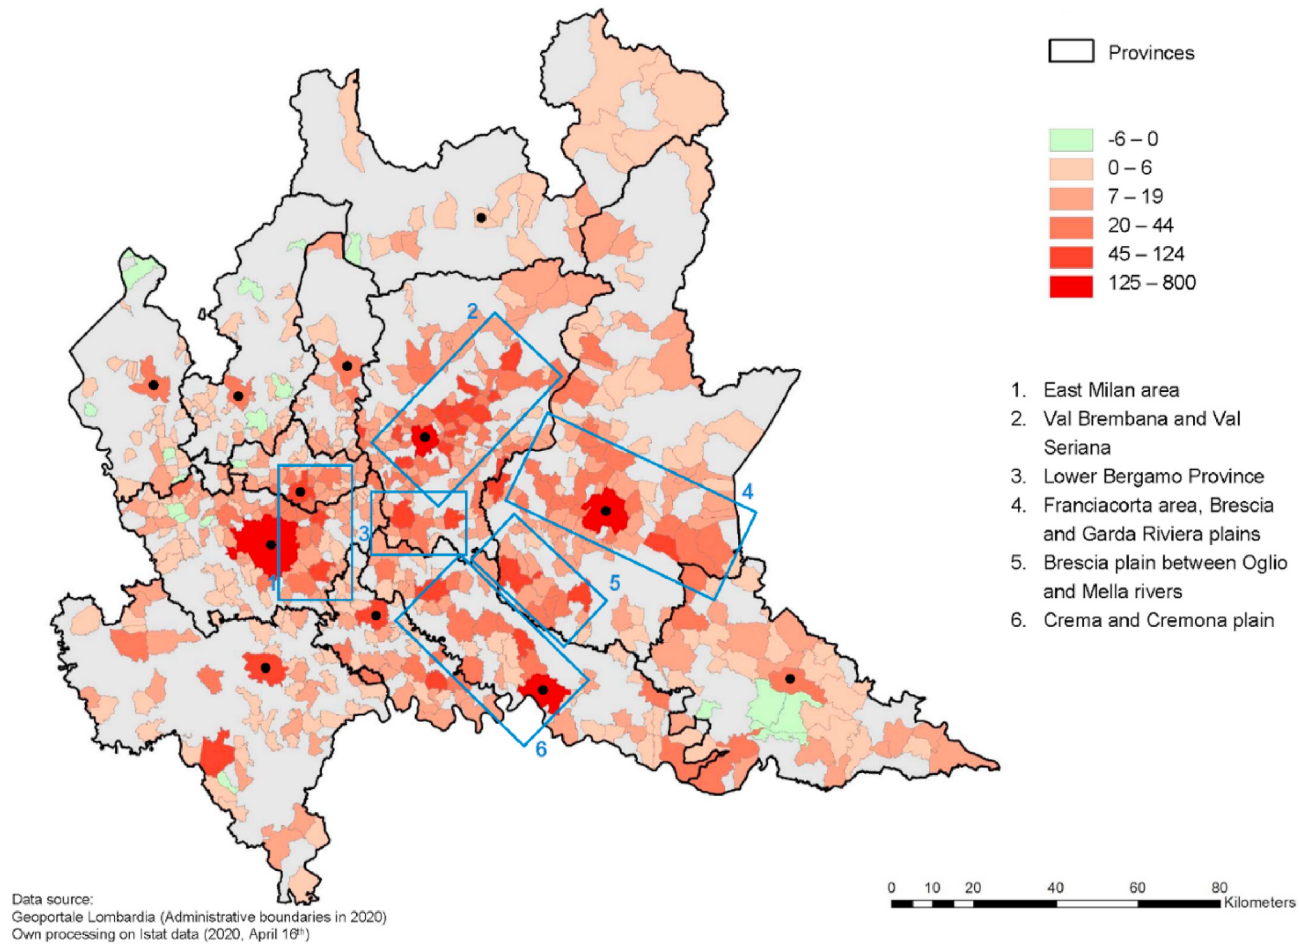 Provinces
-6 – 0
0 – 6
7 – 19
20 – 44
45 – 124
125 – 800
1. East Milan area
2. Val Brembana and Val
Seriana
3. Lower Bergamo Province
4. Franciacorta area, Brescia
and Garda Riviera plains
5. Brescia plain between Oglio
and Mella rivers
6. Crema and Cremona plain
2
4
3
1
5
6
0 10 20 40 60 80
Kilometers
Data source:
Geoportale Lombardia (Administrative boundaries in 2020)
Own processing on Istat data (2020, April 16th)